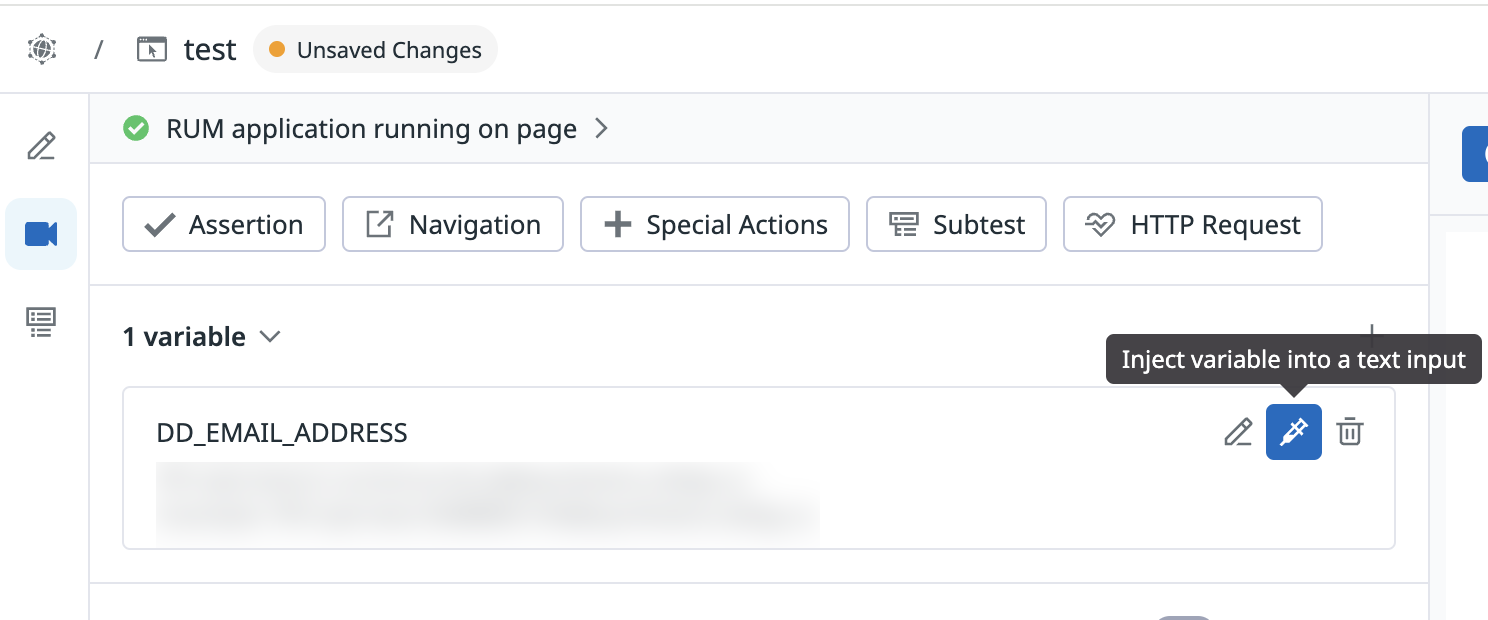 / test Unsaved Changes
RUM application running on page
Assertion Navigation Special Actions Subtest HTTP Request
1 variable
Inject variable into a text input
DD_EMAIL_ADDRESS